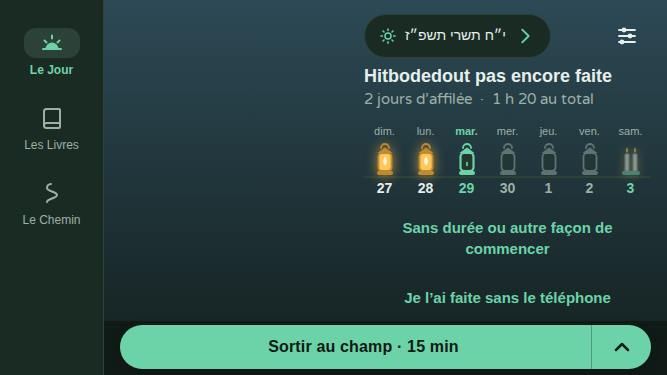 Le Jour
Les Livres
Le Chemin
י״ח תשרי תשפ״ז
Hitbodedout pas encore faite
2 jours d'affilée · 1 h 20 au total
dim. lun. mar. mer. jeu. ven. sam.
27 28 29 30 1 2 3
Sans durée ou autre façon de
commencer
Je l'ai faite sans le téléphone
Sortir au champ · 15 min